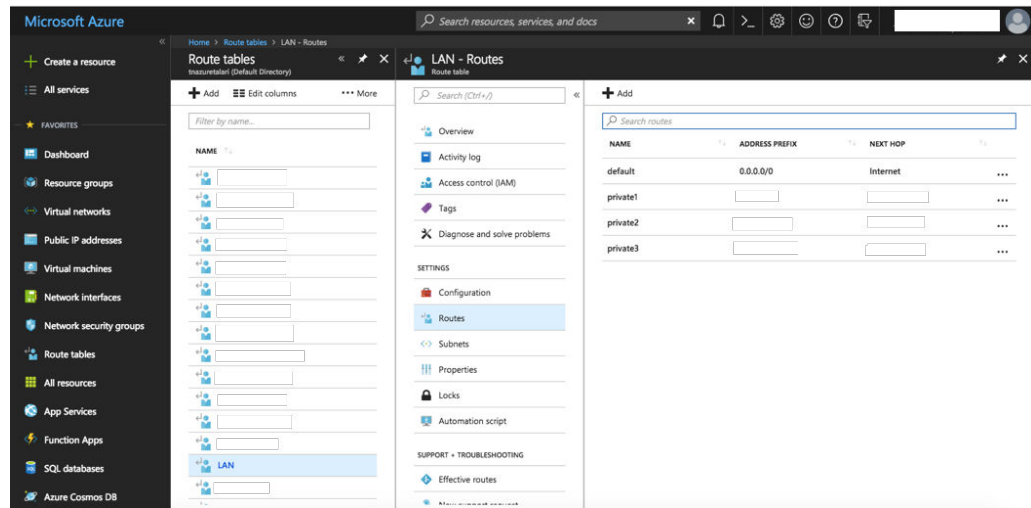 Microsoft Azure
Search resources, services, and docs
Home > Route tables > LAN - Routes
Create a resource
All services
FAVORITES
Dashboard
Resource groups
Virtual networks
Public IP addresses
Virtual machines
Network interfaces
Network security groups
Route tables
All resources
App Services
Function Apps
SQL databases
Azure Cosmos DB
Route tables
tnazuretalari (Default Directory)
Add Edit columns More
Filter by name...
NAME
LAN
LAN - Routes
Route table
Search (Ctrl+/)
Overview
Activity log
Access control (IAM)
Tags
Diagnose and solve problems
SETTINGS
Configuration
Routes
Subnets
Properties
Locks
Automation script
SUPPORT + TROUBLESHOOTING
Effective routes
New support request
Add
Search routes
NAME ADDRESS PREFIX NEXT HOP
default 0.0.0.0/0 Internet
private1
private2
private3